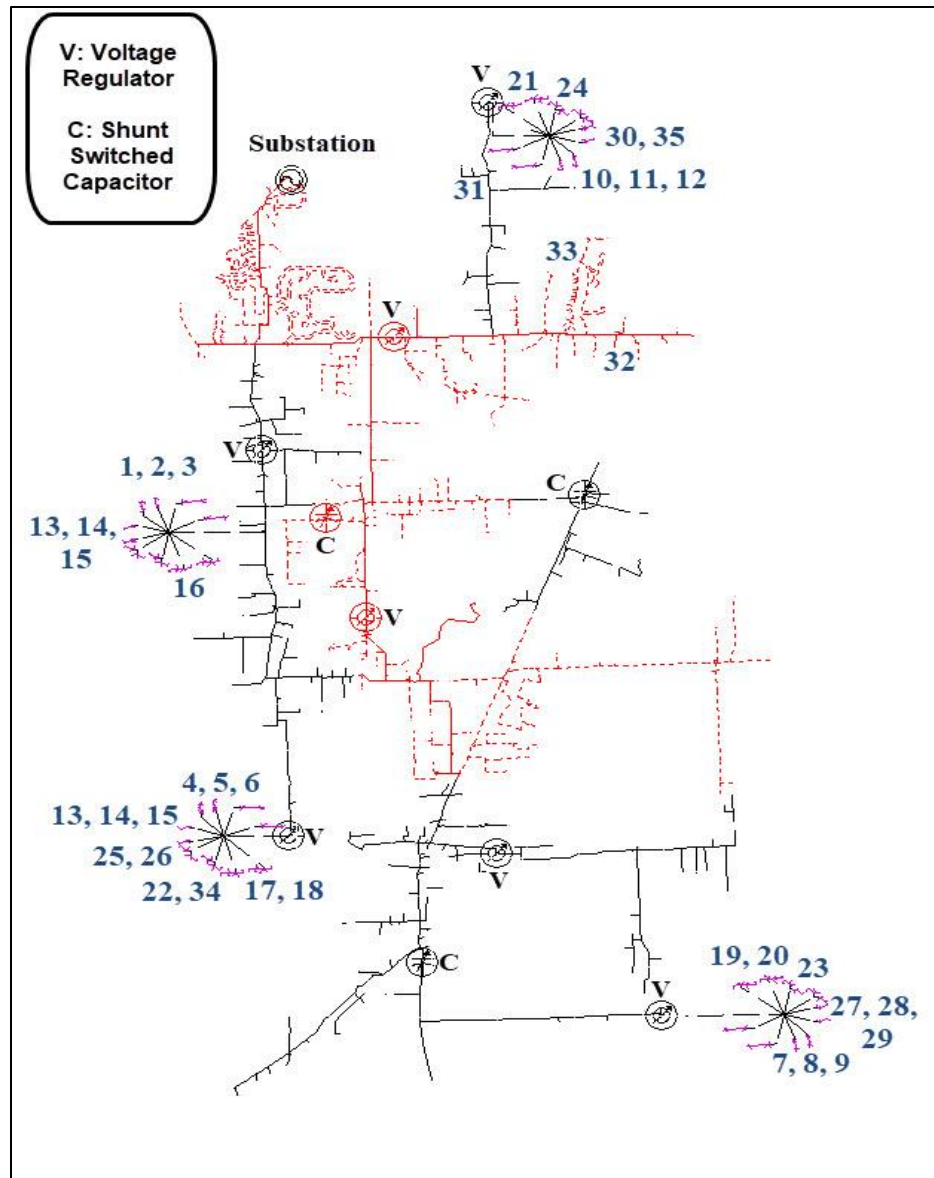 V: Voltage
Regulator
C: Shunt
Switched
Capacitor
V
21
24
Substation
30, 35
31
10, 11, 12
33
V
32
V
1, 2, 3
C
13, 14,
15
C
16
V
4, 5, 6
13, 14, 15
V
25, 26
22, 34
17, 18
V
C
19, 20
23
V
27, 28,
29
7, 8, 9